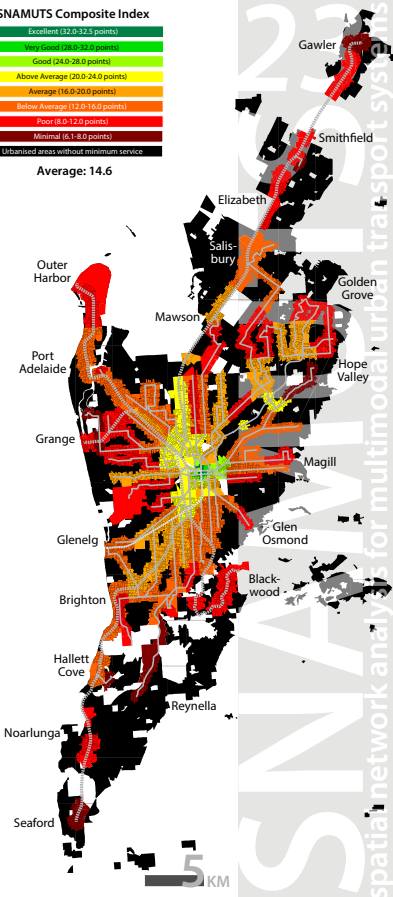 SNAMUTS Composite Index
Excellent (32.0-32.5 points)
Very Good (28.0-32.0 points)
Good (24.0-28.0 points)
Above Average (20.0-24.0 points)
Average (16.0-20.0 points)
Below Average (12.0-16.0 points)
Poor (8.0-12.0 points)
Minimal (6.1-8.0 points)
Urbanised areas without minimum service
Average: 14.6
Gawler
Smithfield
Elizabeth
Salis-
bury
Outer
Harbor
Golden
Grove
Mawson
Port
Adelaide
Hope
Valley
Grange
Magill
Glen
Osmond
Glenelg
Black-
wood
Brighton
Hallett
Cove
Reynella
Noarlunga
Seaford
5 KM
SNAMUTS
23
spatial network analysis for multimodal urban transport systems